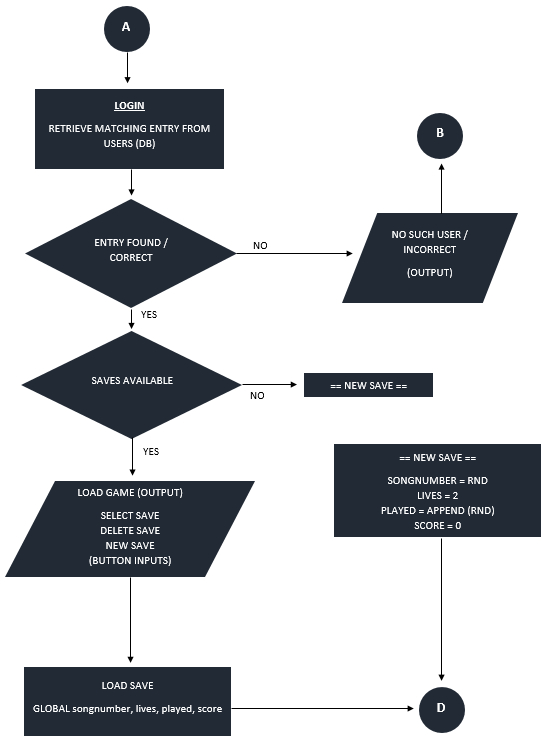 A
LOGIN
RETRIEVE MATCHING ENTRY FROM
USERS (DB)
B
ENTRY FOUND /
CORRECT
NO
NO SUCH USER /
INCORRECT
(OUTPUT)
YES
SAVES AVAILABLE
NO
== NEW SAVE ==
YES
LOAD GAME (OUTPUT)
SELECT SAVE
DELETE SAVE
NEW SAVE
(BUTTON INPUTS)
== NEW SAVE ==
SONGNUMBER = RND
LIVES = 2
PLAYED = APPEND (RND)
SCORE = 0
LOAD SAVE
GLOBAL songnumber, lives, played, score
D